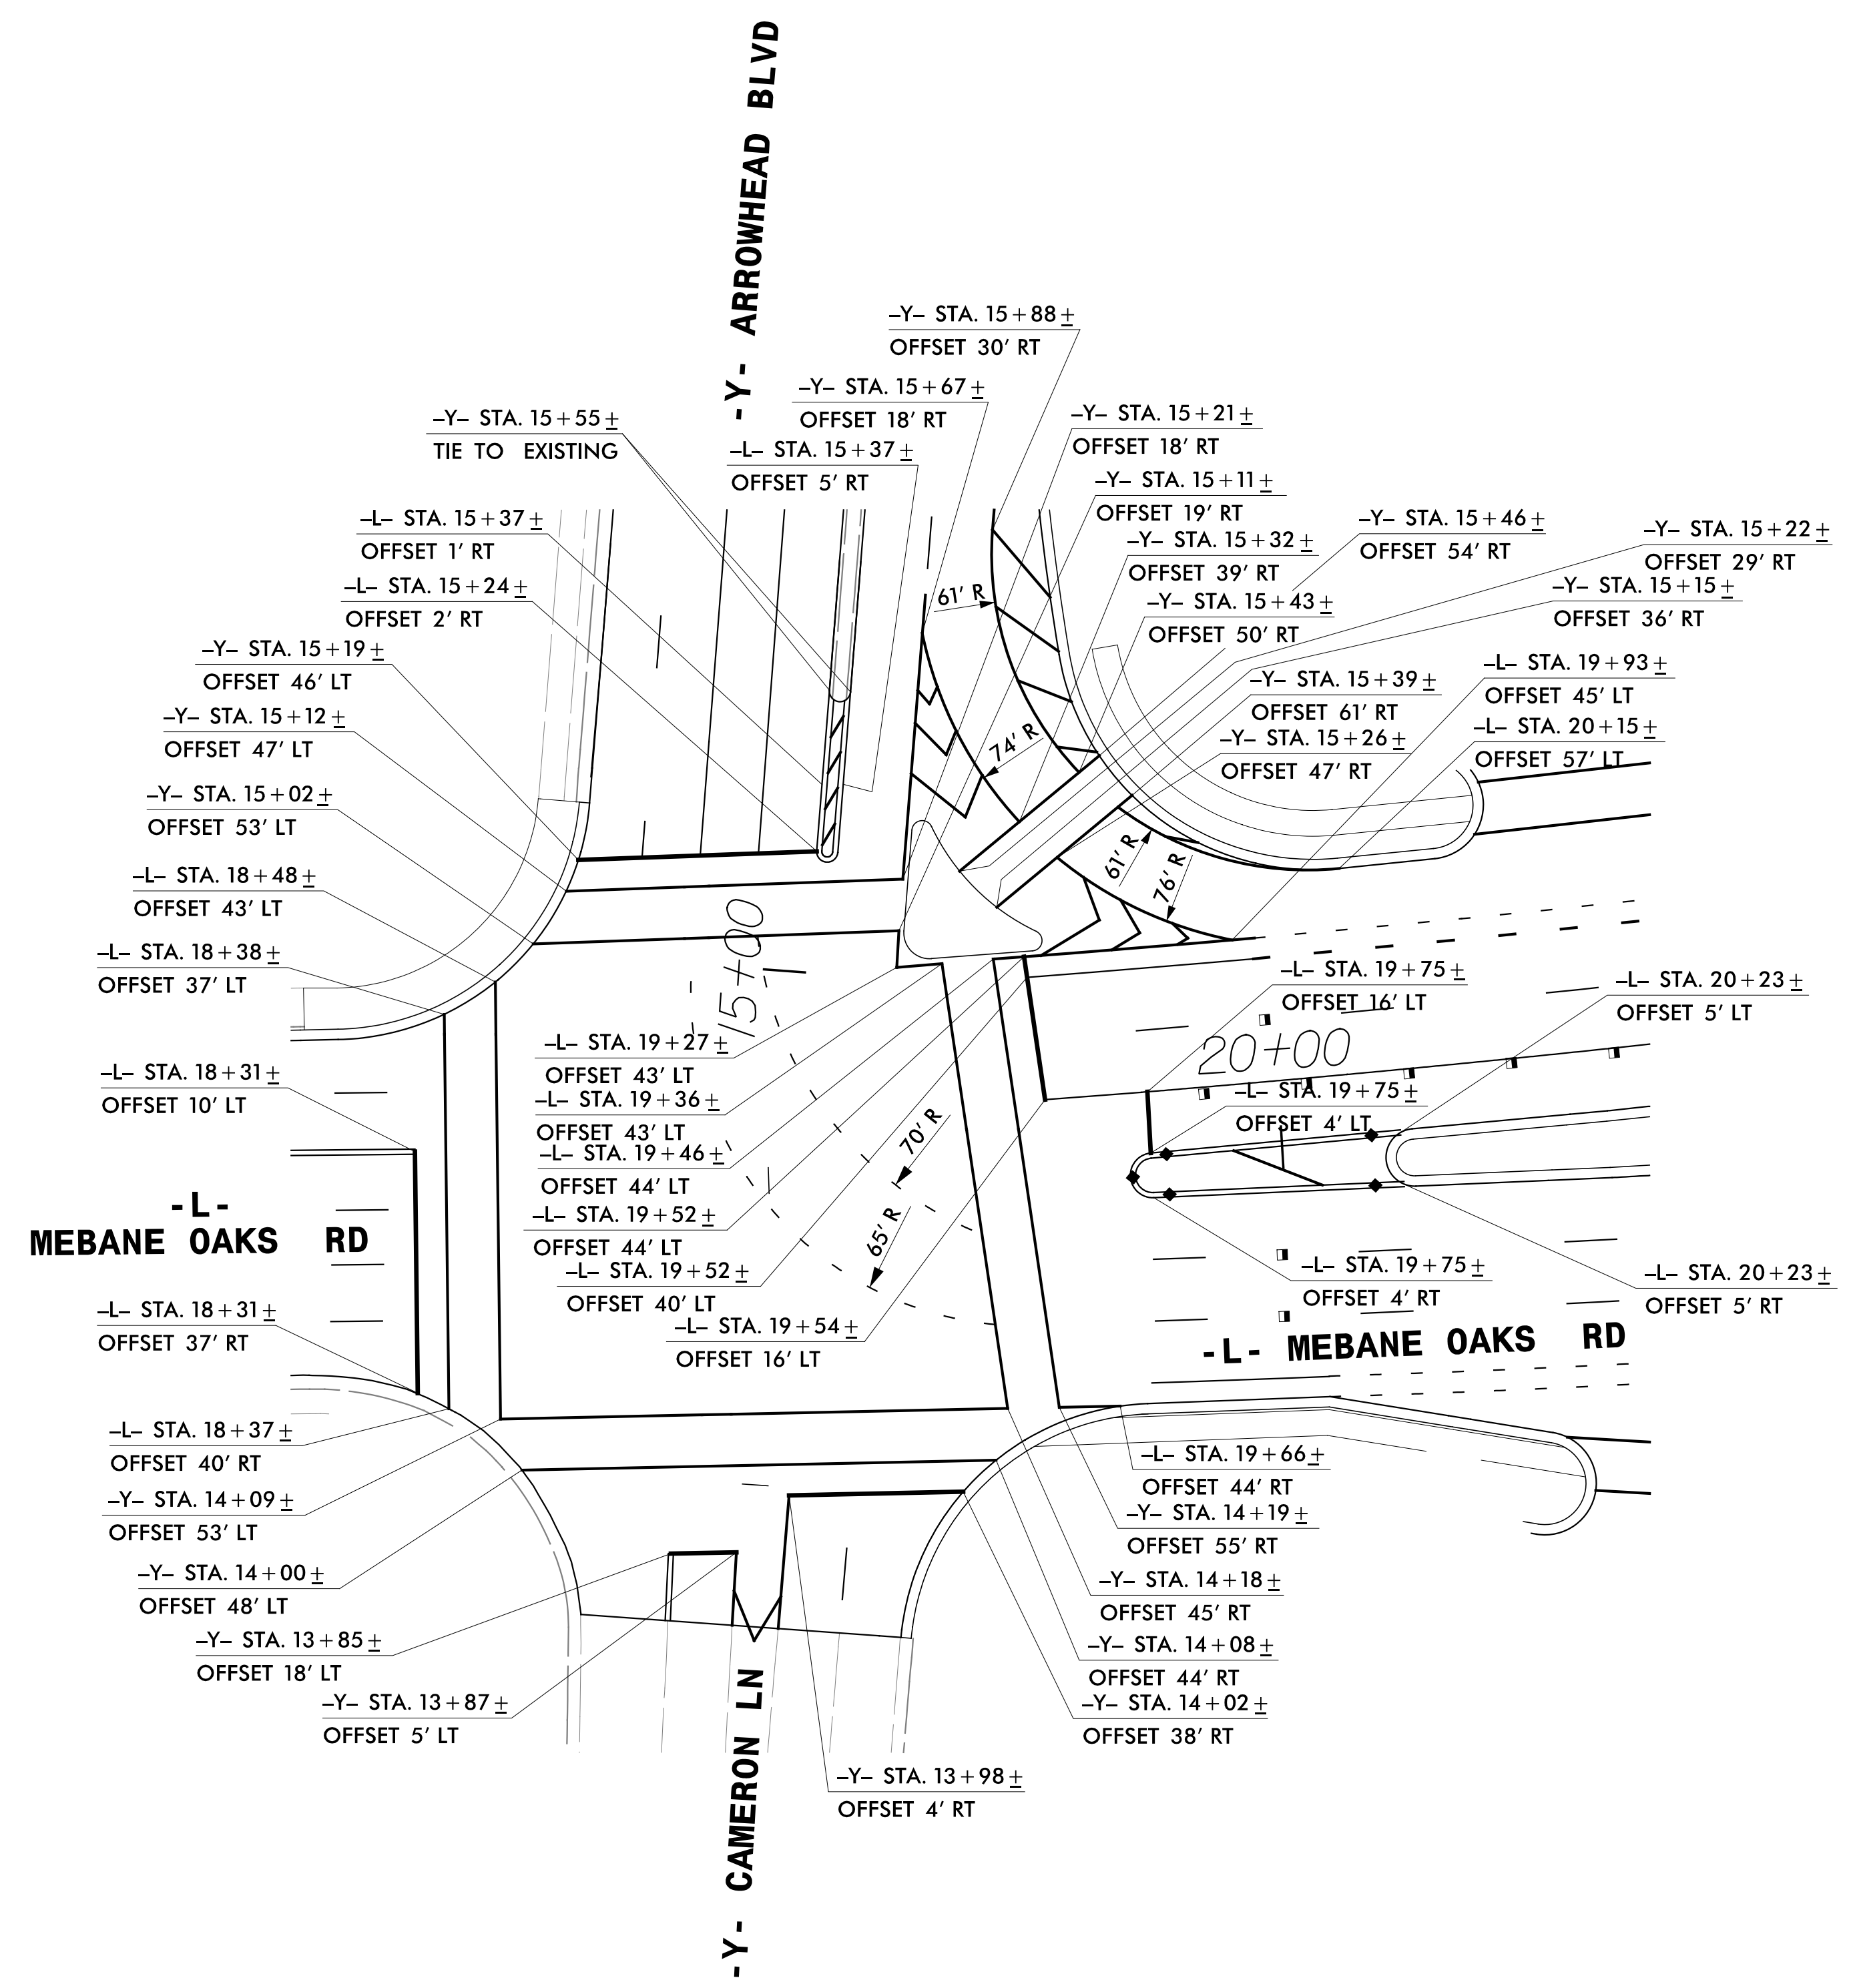 -Y- ARROWHEAD BLVD
–Y– STA. 15+88±
OFFSET 30′ RT
–Y– STA. 15+67±
OFFSET 18′ RT
–Y– STA. 15+55±
TIE TO EXISTING
–Y– STA. 15+21±
OFFSET 18′ RT
–L– STA. 15+37±
OFFSET 5′ RT
–Y– STA. 15+11±
OFFSET 19′ RT
–L– STA. 15+37±
OFFSET 1′ RT
–Y– STA. 15+46±
OFFSET 54′ RT
–Y– STA. 15+22±
OFFSET 29′ RT
–Y– STA. 15+32±
OFFSET 39′ RT
–L– STA. 15+24±
OFFSET 2′ RT
61′ R
–Y– STA. 15+43±
OFFSET 50′ RT
–Y– STA. 15+15±
OFFSET 36′ RT
–Y– STA. 15+19±
OFFSET 46′ LT
–L– STA. 19+93±
OFFSET 45′ LT
–Y– STA. 15+39±
OFFSET 61′ RT
–Y– STA. 15+12±
OFFSET 47′ LT
74′ R
–Y– STA. 15+26±
OFFSET 47′ RT
–L– STA. 20+15±
OFFSET 57′ LT
–Y– STA. 15+02±
OFFSET 53′ LT
61′ R
76′ R
–L– STA. 18+48±
OFFSET 43′ LT
15+00
–L– STA. 18+38±
OFFSET 37′ LT
–L– STA. 19+75±
OFFSET 16′ LT
–L– STA. 20+23±
OFFSET 5′ LT
–L– STA. 19+27±
OFFSET 43′ LT
20+00
–L– STA. 18+31±
OFFSET 10′ LT
–L– STA. 19+36±
OFFSET 43′ LT
–L– STA. 19+75±
OFFSET 4′ LT
70′ R
–L– STA. 19+46±
OFFSET 44′ LT
-L-
MEBANE OAKS RD
–L– STA. 19+52±
OFFSET 44′ LT
65′ R
–L– STA. 19+52±
OFFSET 40′ LT
–L– STA. 19+75±
OFFSET 4′ RT
–L– STA. 20+23±
OFFSET 5′ RT
–L– STA. 18+31±
OFFSET 37′ RT
–L– STA. 19+54±
OFFSET 16′ LT
-L- MEBANE OAKS RD
–L– STA. 18+37±
OFFSET 40′ RT
–L– STA. 19+66±
OFFSET 44′ RT
–Y– STA. 14+09±
OFFSET 53′ LT
–Y– STA. 14+19±
OFFSET 55′ RT
–Y– STA. 14+00±
OFFSET 48′ LT
–Y– STA. 14+18±
OFFSET 45′ RT
–Y– STA. 13+85±
OFFSET 18′ LT
–Y– STA. 14+08±
OFFSET 44′ RT
–Y– STA. 13+87±
OFFSET 5′ LT
–Y– STA. 14+02±
OFFSET 38′ RT
–Y– STA. 13+98±
OFFSET 4′ RT
-Y- CAMERON LN